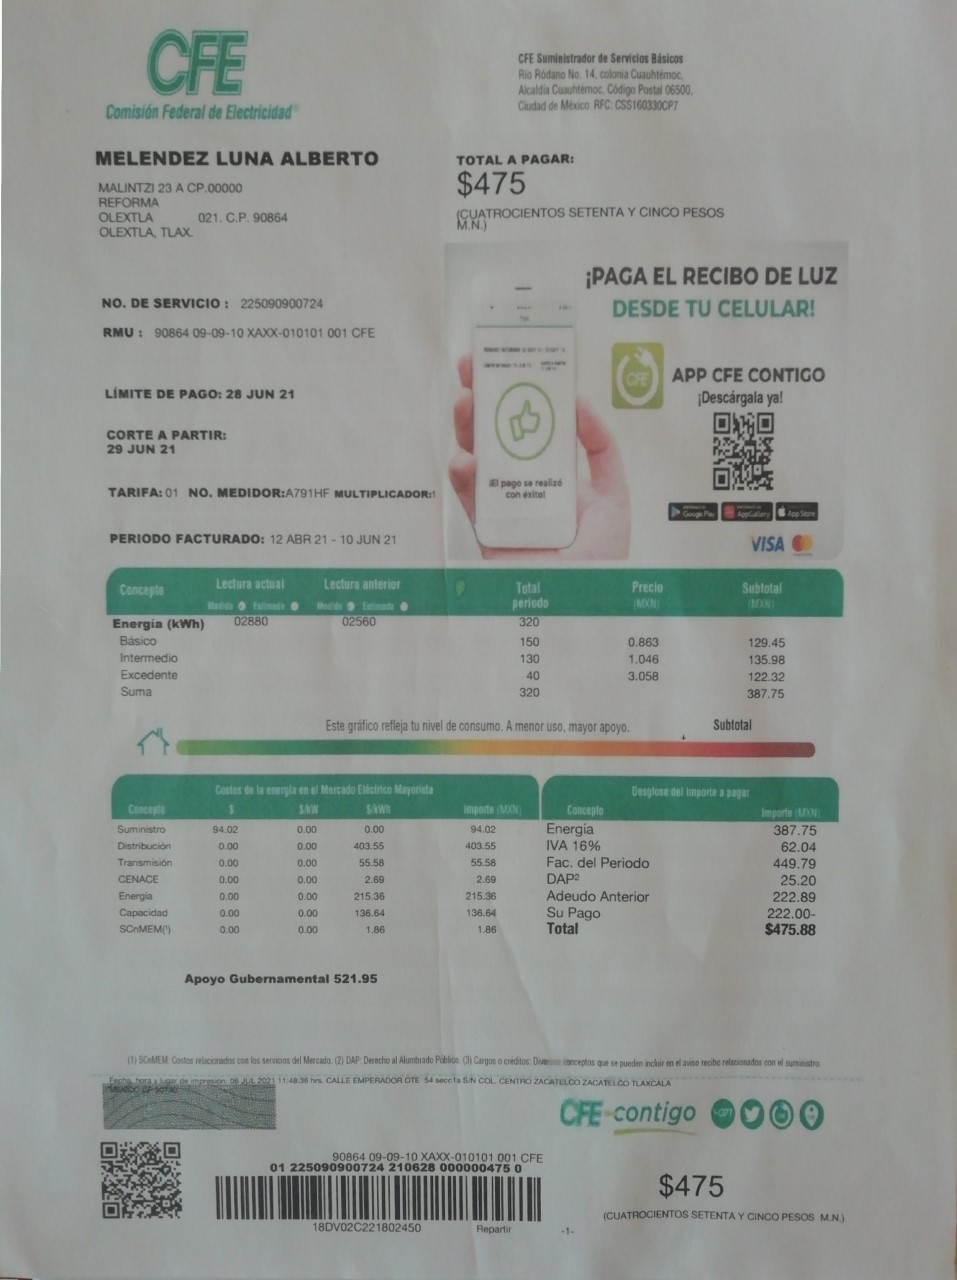 CFE
Comisión Federal de Electricidad®
CFE Suministrador de Servicios Básicos
Río Ródano No. 14, colonia Cuauhtémoc,
Alcaldía Cuauhtémoc, Código Postal 06500,
Ciudad de México. RFC: CSS160330CP7
MELENDEZ LUNA ALBERTO
MALINTZI 23 A CP.00000
REFORMA
OLEXTLA 021. C.P. 90864
OLEXTLA, TLAX.
TOTAL A PAGAR:
$475
(CUATROCIENTOS SETENTA Y CINCO PESOS
M.N.)
NO. DE SERVICIO : 225090900724
RMU : 90864 09-09-10 XAXX-010101 001 CFE
LÍMITE DE PAGO: 28 JUN 21
CORTE A PARTIR:
29 JUN 21
TARIFA: 01 NO. MEDIDOR:A791HF MULTIPLICADOR:1
PERIODO FACTURADO: 12 ABR 21 - 10 JUN 21
¡PAGA EL RECIBO DE LUZ
DESDE TU CELULAR!
CFE
APP CFE CONTIGO
¡Descárgala ya!
¡El pago se realizó
con éxito!
Google Play AppGallery App Store
VISA
Concepto Lectura actual Lectura anterior Total periodo Precio (MXN) Subtotal (MXN)
Medida Estimada Medida Estimada
Energía (kWh) 02880 02560 320
Básico 150 0.863 129.45
Intermedio 130 1.046 135.98
Excedente 40 3.058 122.32
Suma 320 387.75
Este gráfico refleja tu nivel de consumo. A menor uso, mayor apoyo. Subtotal
Costos de la energía en el Mercado Eléctrico Mayorista
Concepto $ $/kW $/kWh Importe (MXN)
Suministro 94.02 0.00 0.00 94.02
Distribución 0.00 0.00 403.55 403.55
Transmisión 0.00 0.00 55.58 55.58
CENACE 0.00 0.00 2.69 2.69
Energía 0.00 0.00 215.36 215.36
Capacidad 0.00 0.00 136.64 136.64
SCnMEM(¹) 0.00 0.00 1.86 1.86
Desglose del importe a pagar
Concepto Importe (MXN)
Energía 387.75
IVA 16% 62.04
Fac. del Periodo 449.79
DAP² 25.20
Adeudo Anterior 222.89
Su Pago 222.00-
Total $475.88
Apoyo Gubernamental 521.95
(1) SCnMEM: Costos relacionados con los servicios del Mercado. (2) DAP: Derecho al Alumbrado Público. (3) Cargos o créditos: Diversos conceptos que se pueden incluir en el aviso recibo relacionados con el suministro.
Fecha, hora y lugar de impresión: 06 JUL 2021 11:48:36 hrs. CALLE EMPERADOR OTE 54 secc 1a S/N COL. CENTRO ZACATELCO ZACATELCO TLAXCALA
CFE contigo
90864 09-09-10 XAXX-010101 001 CFE
01 225090900724 210628 000000475 0
18DV02C221802450 Repartir -1-
$475
(CUATROCIENTOS SETENTA Y CINCO PESOS M.N.)